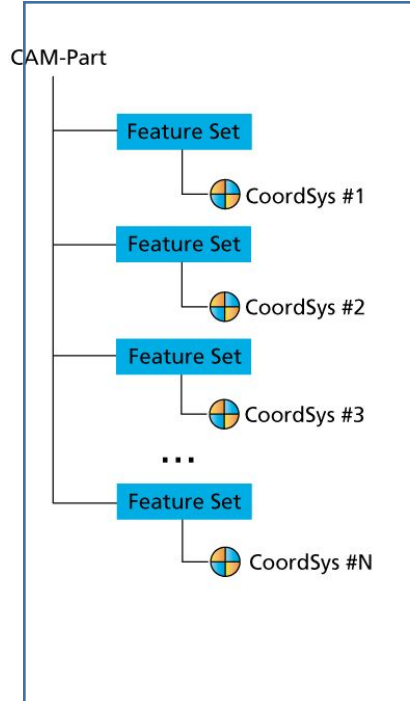 CAM-Part
Feature Set
CoordSys #1
Feature Set
CoordSys #2
Feature Set
CoordSys #3
...
Feature Set
CoordSys #N